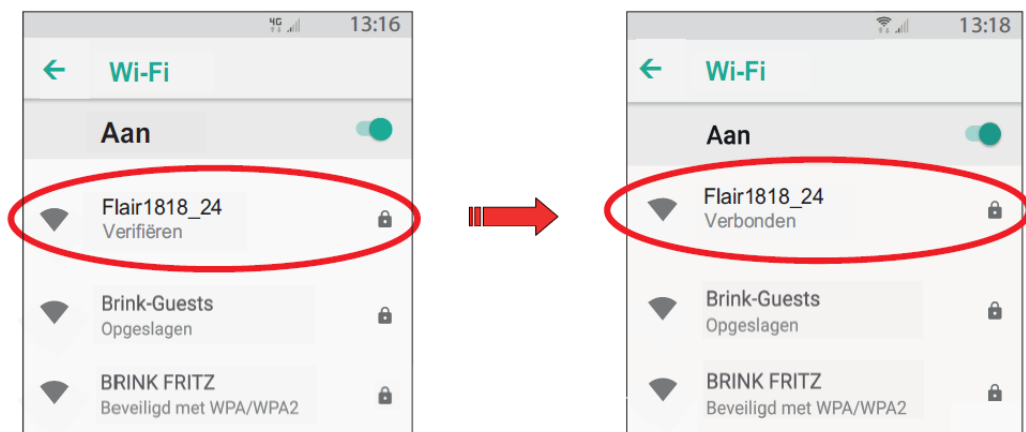 4G 13:16
Wi-Fi
Aan
Flair1818_24
Verifiëren
Brink-Guests
Opgeslagen
BRINK FRITZ
Beveiligd met WPA/WPA2
13:18
Wi-Fi
Aan
Flair1818_24
Verbonden
Brink-Guests
Opgeslagen
BRINK FRITZ
Beveiligd met WPA/WPA2